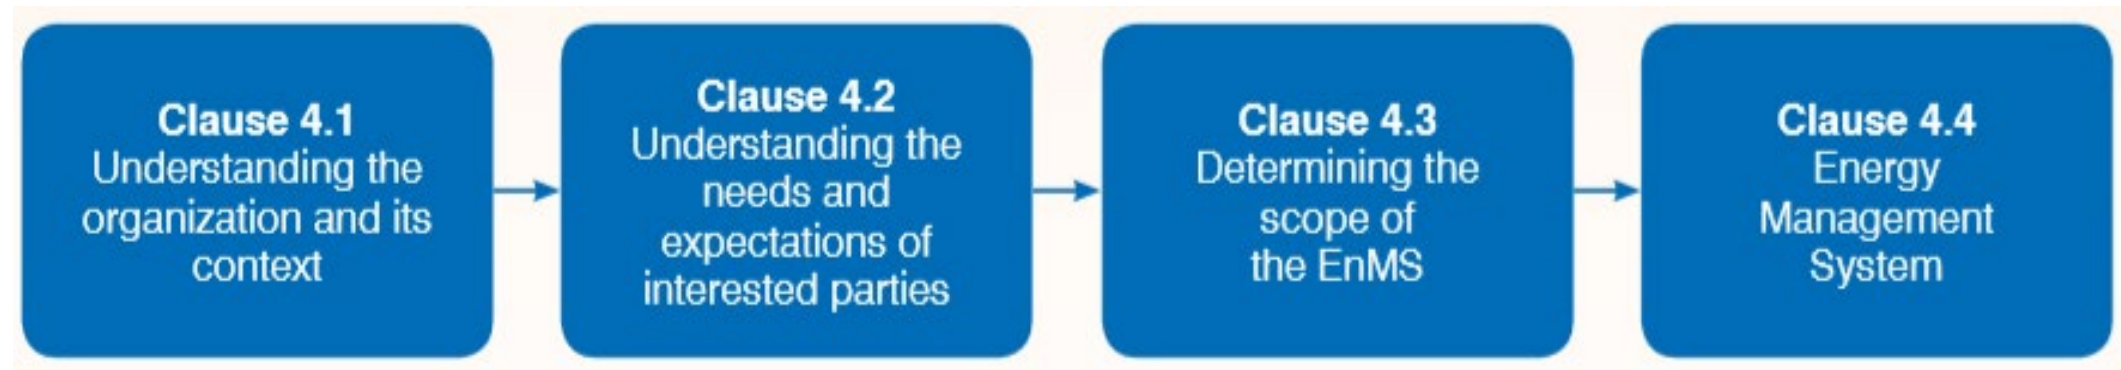 Clause 4.1
Understanding the
organization and its
context
Clause 4.2
Understanding the
needs and
expectations of
interested parties
Clause 4.3
Determining the
scope of
the EnMS
Clause 4.4
Energy
Management
System